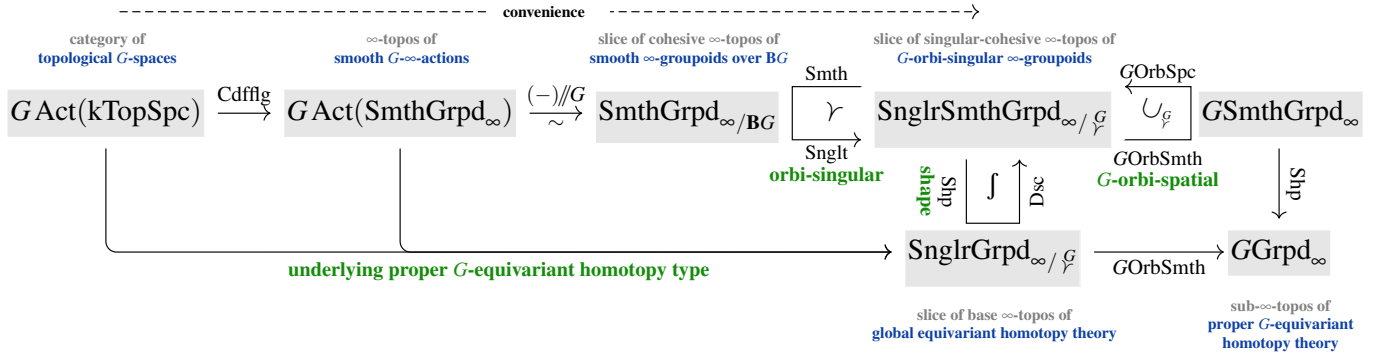 convenience
category of
topological G-spaces
∞-topos of
smooth G-∞-actions
slice of cohesive ∞-topos of
smooth ∞-groupoids over BG
slice of singular-cohesive ∞-topos of
G-orbi-singular ∞-groupoids
G Act(kTopSpc)
Cdfflg
G Act(SmthGrpd∞)
(−)⫽G
∼
SmthGrpd∞/BG
Smth
ʏ
Snglt
orbi-singular
SnglrSmthGrpd∞/ʏG
GOrbSpc
∪ʏG
GOrbSmth
G-orbi-spatial
GSmthGrpd∞
shape
Shp
∫
Dsc
Shp
underlying proper G-equivariant homotopy type
SnglrGrpd∞/ʏG
GOrbSmth
GGrpd∞
slice of base ∞-topos of
global equivariant homotopy theory
sub-∞-topos of
proper G-equivariant
homotopy theory